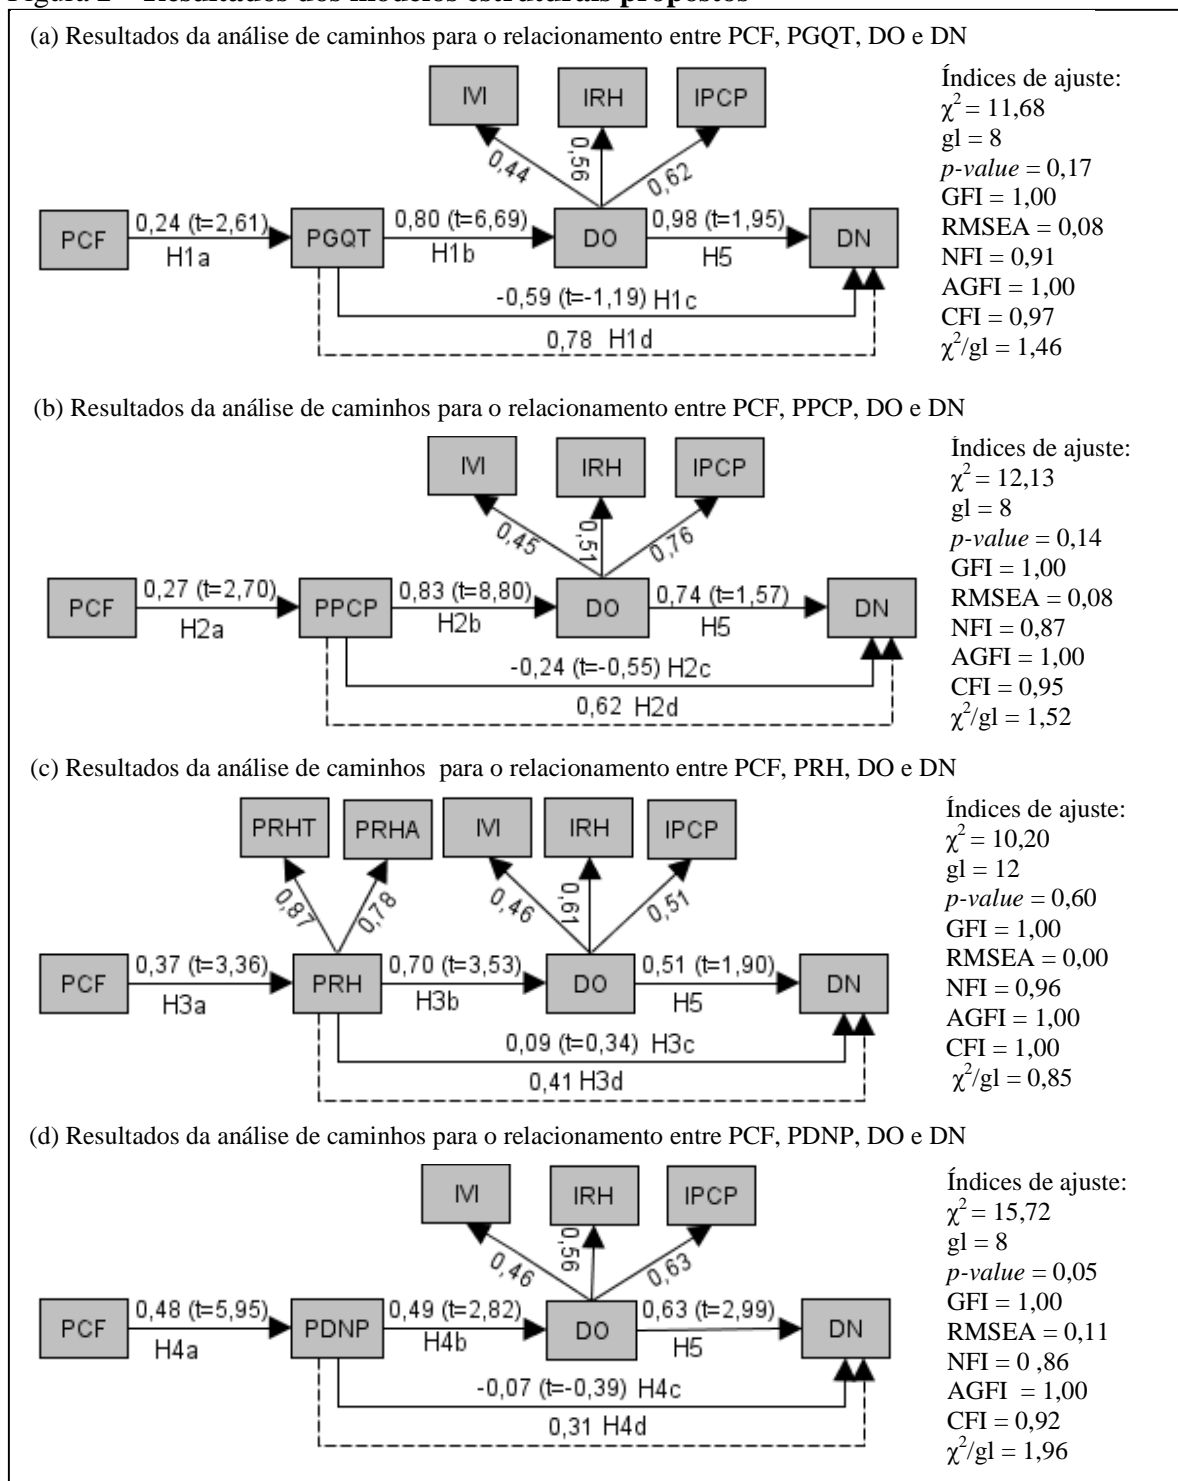 Figura 2 – Resultados dos modelos estruturais propostos
(a) Resultados da análise de caminhos para o relacionamento entre PCF, PGQT, DO e DN
IVI IRH IPCP
0,44 0,56 0,62
PCF 0,24 (t=2,61) PGQT 0,80 (t=6,69) DO 0,98 (t=1,95) DN
H1a H1b H5
-0,59 (t=-1,19) H1c
0,78 H1d
Índices de ajuste:
χ² = 11,68
gl = 8
p-value = 0,17
GFI = 1,00
RMSEA = 0,08
NFI = 0,91
AGFI = 1,00
CFI = 0,97
χ²/gl = 1,46
(b) Resultados da análise de caminhos para o relacionamento entre PCF, PPCP, DO e DN
IVI IRH IPCP
0,45 0,51 0,76
PCF 0,27 (t=2,70) PPCP 0,83 (t=8,80) DO 0,74 (t=1,57) DN
H2a H2b H5
-0,24 (t=-0,55) H2c
0,62 H2d
Índices de ajuste:
χ² = 12,13
gl = 8
p-value = 0,14
GFI = 1,00
RMSEA = 0,08
NFI = 0,87
AGFI = 1,00
CFI = 0,95
χ²/gl = 1,52
(c) Resultados da análise de caminhos para o relacionamento entre PCF, PRH, DO e DN
PRHT PRHA IVI IRH IPCP
0,87 0,78 0,46 0,61 0,51
PCF 0,37 (t=3,36) PRH 0,70 (t=3,53) DO 0,51 (t=1,90) DN
H3a H3b H5
0,09 (t=0,34) H3c
0,41 H3d
Índices de ajuste:
χ² = 10,20
gl = 12
p-value = 0,60
GFI = 1,00
RMSEA = 0,00
NFI = 0,96
AGFI = 1,00
CFI = 1,00
χ²/gl = 0,85
(d) Resultados da análise de caminhos para o relacionamento entre PCF, PDNP, DO e DN
IVI IRH IPCP
0,46 0,56 0,63
PCF 0,48 (t=5,95) PDNP 0,49 (t=2,82) DO 0,63 (t=2,99) DN
H4a H4b H5
-0,07 (t=-0,39) H4c
0,31 H4d
Índices de ajuste:
χ² = 15,72
gl = 8
p-value = 0,05
GFI = 1,00
RMSEA = 0,11
NFI = 0 ,86
AGFI = 1,00
CFI = 0,92
χ²/gl = 1,96